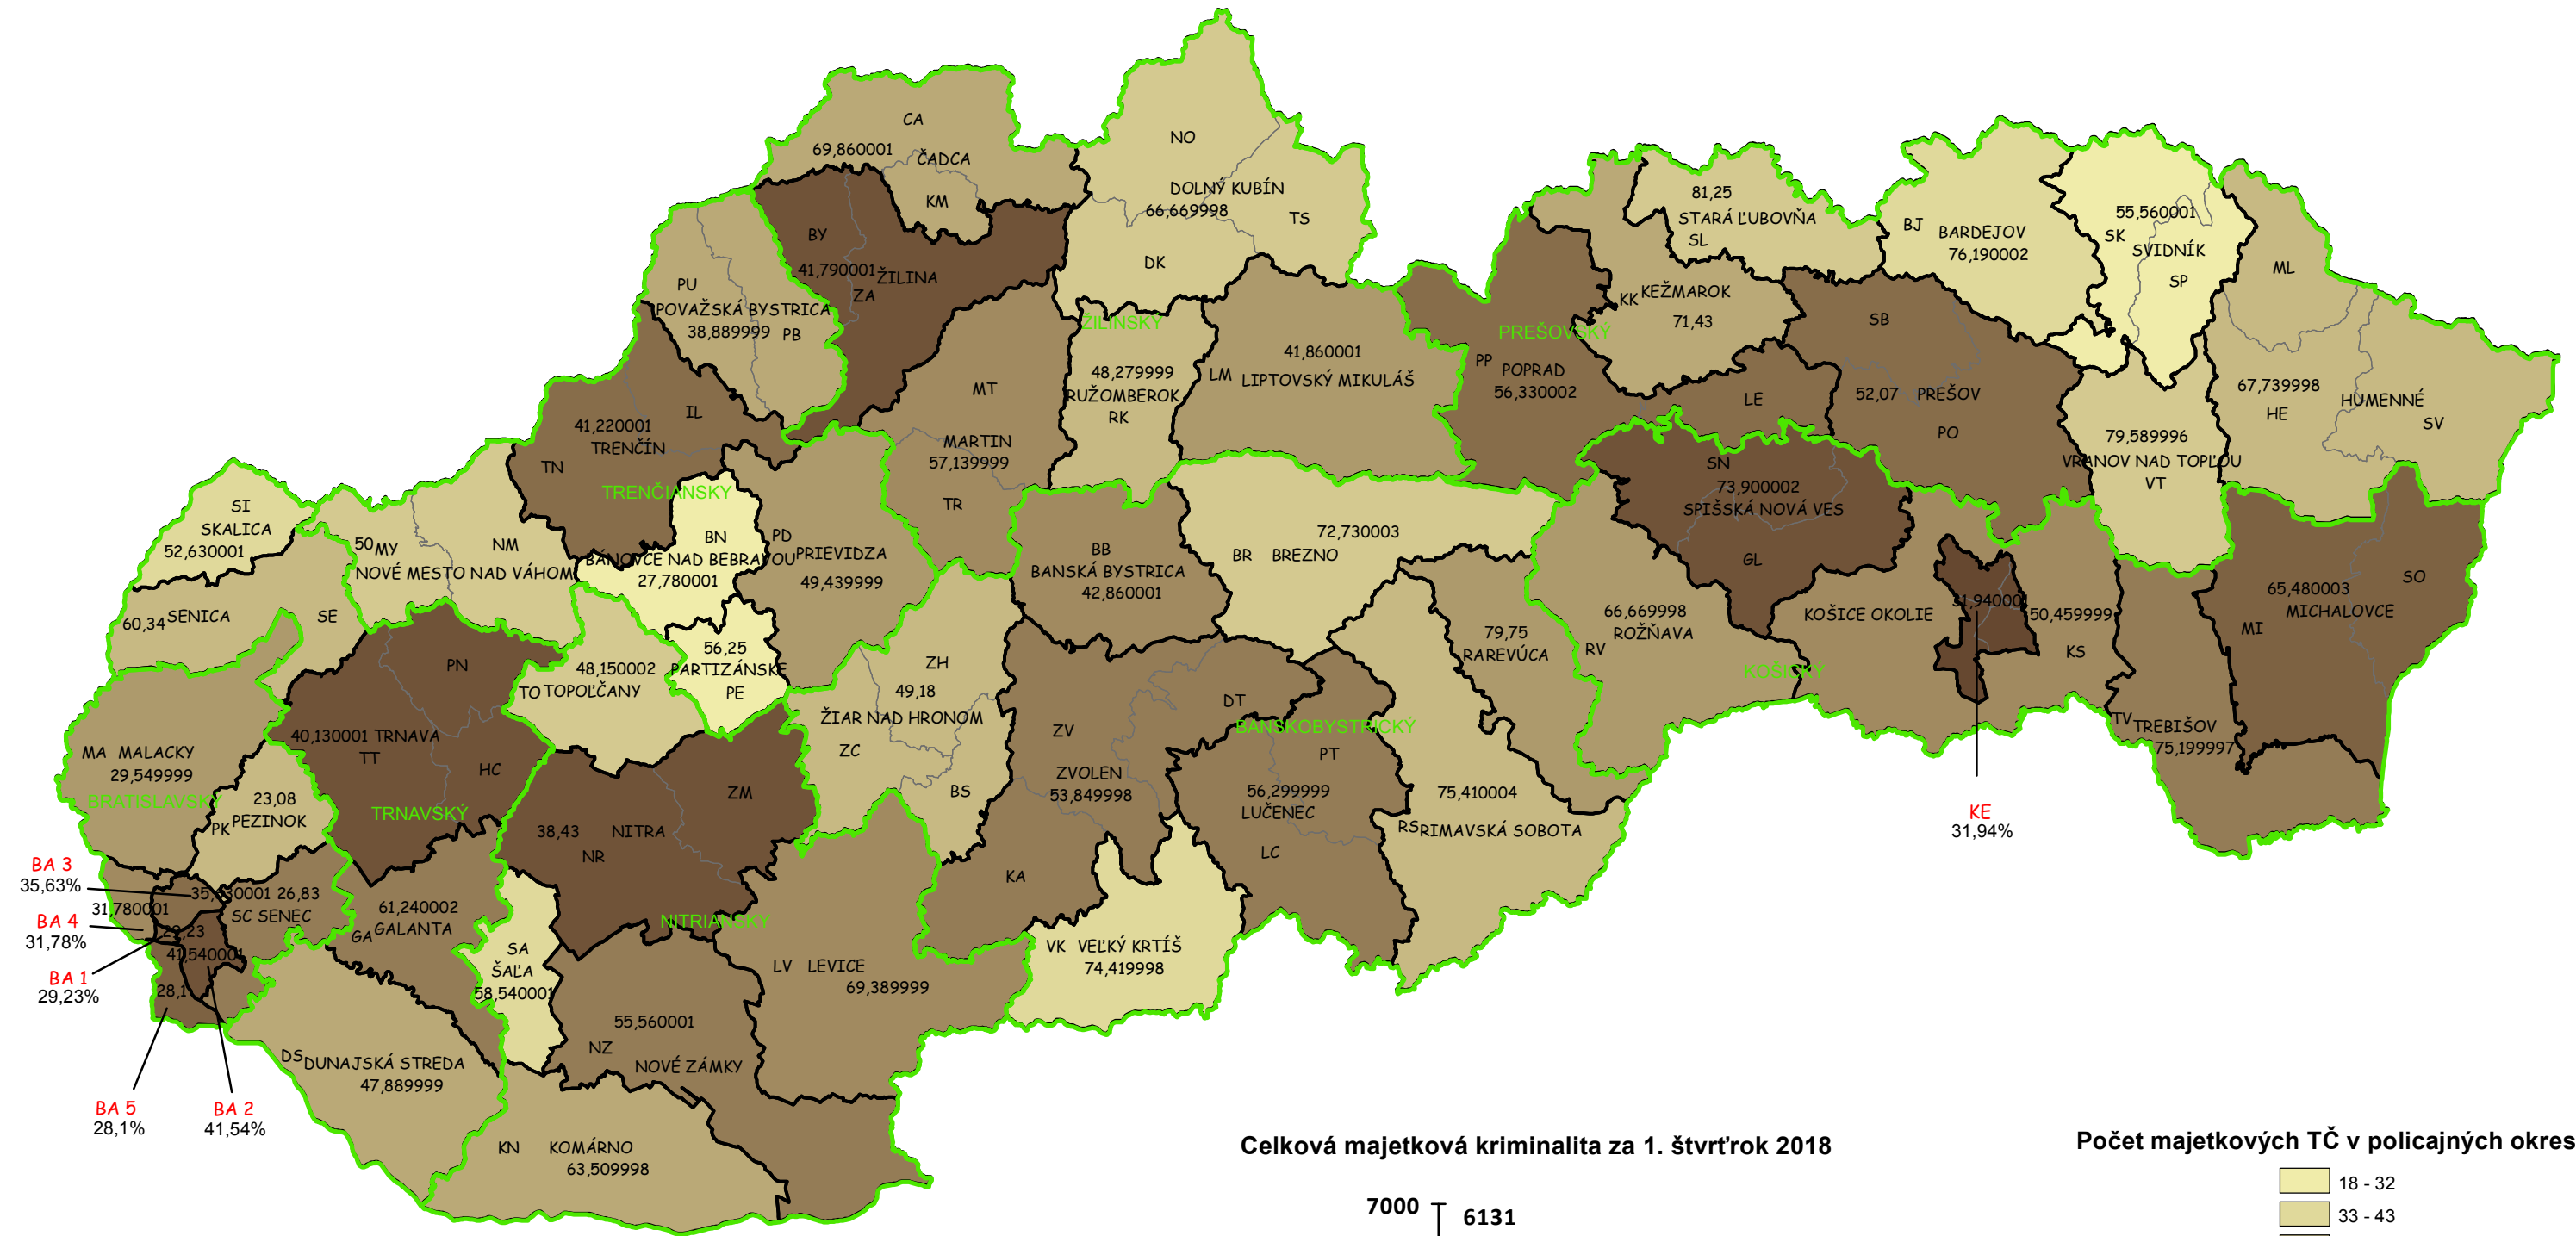 CA
69,860001
ČADCA
KM
NO
DOLNÝ KUBÍN
66,669998
TS
DK
BY
41,790001
ŽILINA
ZA
PU
POVAŽSKÁ BYSTRICA
38,889999
PB
81,25
STARÁ ĽUBOVŇA
SL
BJ
BARDEJOV
76,190002
55,560001
SK
SVIDNÍK
SP
ML
KK
KEŽMAROK
71,43
ŽILINSKÝ
PREŠOVSKÝ
SB
41,860001
LM
LIPTOVSKÝ MIKULÁŠ
48,279999
RUŽOMBEROK
RK
PP
POPRAD
56,330002
LE
52,07
PREŠOV
PO
67,739998
HUMENNÉ
HE
SV
MT
MARTIN
57,139999
TR
IL
41,220001
TRENČÍN
TN
TRENČIANSKY
79,589996
VRANOV NAD TOPĽOU
VT
SN
73,900002
SPIŠSKÁ NOVÁ VES
GL
SI
SKALICA
52,630001
50
MY
NM
NOVÉ MESTO NAD VÁHOM
BN
BÁNOVCE NAD BEBRAVOU
27,780001
PD
PRIEVIDZA
49,439999
BB
BANSKÁ BYSTRICA
42,860001
72,730003
BR
BREZNO
65,480003
MICHALOVCE
MI
SO
60,34
SENICA
SE
KOŠICE OKOLIE
50,459999
KS
66,669998
ROŽŇAVA
RV
KOŠICKÝ
79,75
RAREVÚCA
PN
48,150002
TO
TOPOĽČANY
56,25
PARTIZÁNSKE
PE
ZH
49,18
ŽIAR NAD HRONOM
ZC
BS
DT
ZV
ZVOLEN
53,849998
KA
BANSKOBYSTRICKÝ
PT
56,299999
LUČENEC
LC
75,410004
RS
RIMAVSKÁ SOBOTA
TV
TREBIŠOV
75,199997
40,130001 TRNAVA
TT
HC
TRNAVSKÝ
MA MALACKY
29,549999
BRATISLAVSKÝ
23,08
PK
PEZINOK
38,43
NITRA
NR
ZM
NITRIANSKY
KE
31,94%
BA 3
35,63%
26,83
SC SENEC
31,780001
BA 4
31,78%
41,540001
BA 1
29,23%
28,1
61,240002
GA
GALANTA
SA
ŠAĽA
58,540001
LV
LEVICE
69,389999
VK
VEĽKÝ KRTÍŠ
74,419998
DS
DUNAJSKÁ STREDA
47,889999
55,560001
NZ
NOVÉ ZÁMKY
BA 5
28,1%
BA 2
41,54%
KN
KOMÁRNO
63,509998
Celková majetková kriminalita za 1. štvrťrok 2018
7000
6131
Počet majetkových TČ v policajných okres
18 - 32
33 - 43